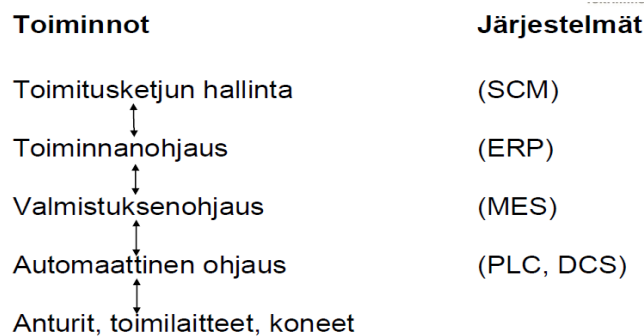 Toiminnot Järjestelmät
Toimitusketjun hallinta (SCM)
Toiminnanohjaus (ERP)
Valmistuksenohjaus (MES)
Automaattinen ohjaus (PLC, DCS)
Anturit, toimilaitteet, koneet